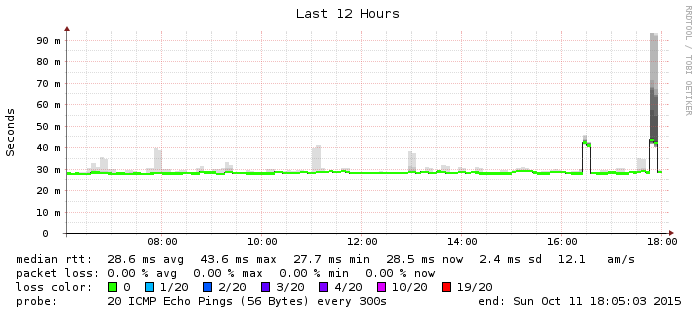 Last 12 Hours
RRDTOOL / TOBI OETIKER
Seconds
90 m
80 m
70 m
60 m
50 m
40 m
30 m
20 m
10 m
0
08:00 10:00 12:00 14:00 16:00 18:00
median rtt: 28.6 ms avg 43.6 ms max 27.7 ms min 28.5 ms now 2.4 ms sd 12.1 am/s
packet loss: 0.00 % avg 0.00 % max 0.00 % min 0.00 % now
loss color: 0 1/20 2/20 3/20 4/20 10/20 19/20
probe: 20 ICMP Echo Pings (56 Bytes) every 300s end: Sun Oct 11 18:05:03 2015